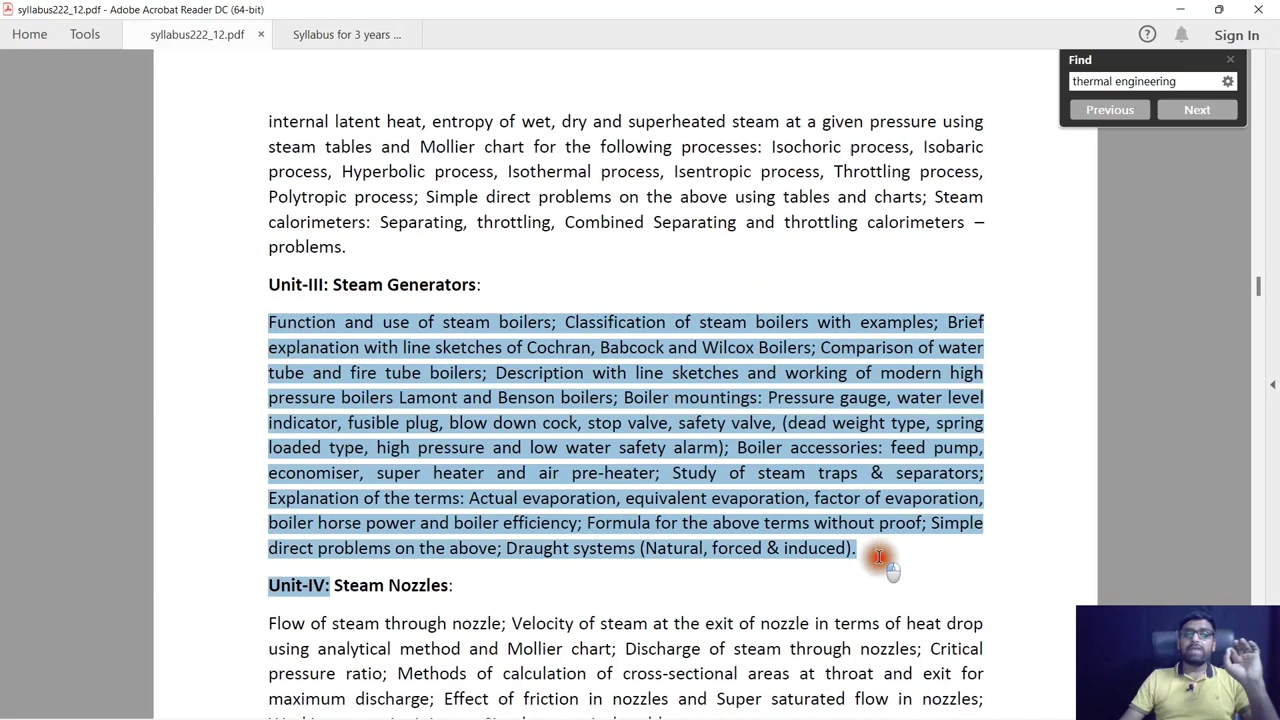 syllabus222_12.pdf - Adobe Acrobat Reader DC (64-bit)
Home Tools syllabus222_12.pdf × Syllabus for 3 years ... Sign In
Find
thermal engineering
Previous Next
internal latent heat, entropy of wet, dry and superheated steam at a given pressure using
steam tables and Mollier chart for the following processes: Isochoric process, Isobaric
process, Hyperbolic process, Isothermal process, Isentropic process, Throttling process,
Polytropic process; Simple direct problems on the above using tables and charts; Steam
calorimeters: Separating, throttling, Combined Separating and throttling calorimeters –
problems.
Unit-III: Steam Generators:
Function and use of steam boilers; Classification of steam boilers with examples; Brief
explanation with line sketches of Cochran, Babcock and Wilcox Boilers; Comparison of water
tube and fire tube boilers; Description with line sketches and working of modern high
pressure boilers Lamont and Benson boilers; Boiler mountings: Pressure gauge, water level
indicator, fusible plug, blow down cock, stop valve, safety valve, (dead weight type, spring
loaded type, high pressure and low water safety alarm); Boiler accessories: feed pump,
economiser, super heater and air pre-heater; Study of steam traps & separators;
Explanation of the terms: Actual evaporation, equivalent evaporation, factor of evaporation,
boiler horse power and boiler efficiency; Formula for the above terms without proof; Simple
direct problems on the above; Draught systems (Natural, forced & induced).
Unit-IV: Steam Nozzles:
Flow of steam through nozzle; Velocity of steam at the exit of nozzle in terms of heat drop
using analytical method and Mollier chart; Discharge of steam through nozzles; Critical
pressure ratio; Methods of calculation of cross-sectional areas at throat and exit for
maximum discharge; Effect of friction in nozzles and Super saturated flow in nozzles;